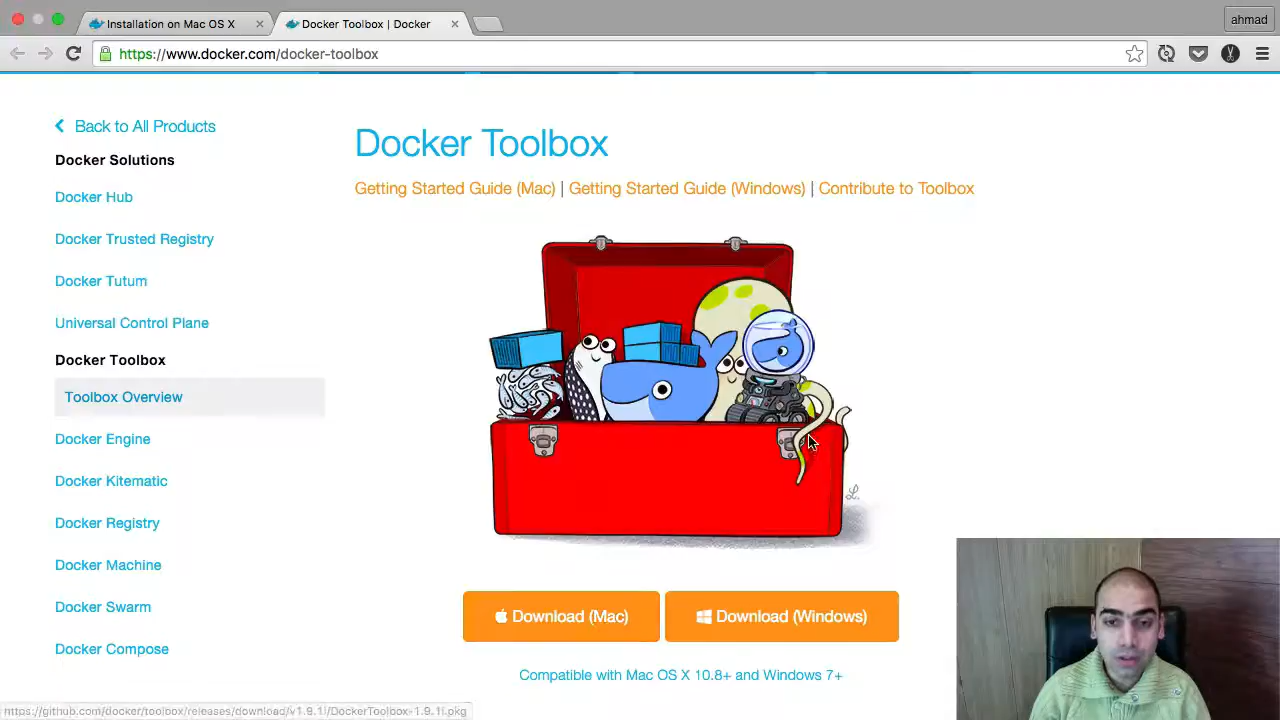 Installation on Mac OS X
Docker Toolbox | Docker
ahmad
https://www.docker.com/docker-toolbox
Back to All Products
Docker Solutions
Docker Hub
Docker Trusted Registry
Docker Tutum
Universal Control Plane
Docker Toolbox
Toolbox Overview
Docker Engine
Docker Kitematic
Docker Registry
Docker Machine
Docker Swarm
Docker Compose
Docker Toolbox
Getting Started Guide (Mac) | Getting Started Guide (Windows) | Contribute to Toolbox
L.
Download (Mac)
Download (Windows)
Compatible with Mac OS X 10.8+ and Windows 7+
https://github.com/docker/toolbox/releases/download/v1.9.1i/DockerToolbox-1.9.1i.pkg